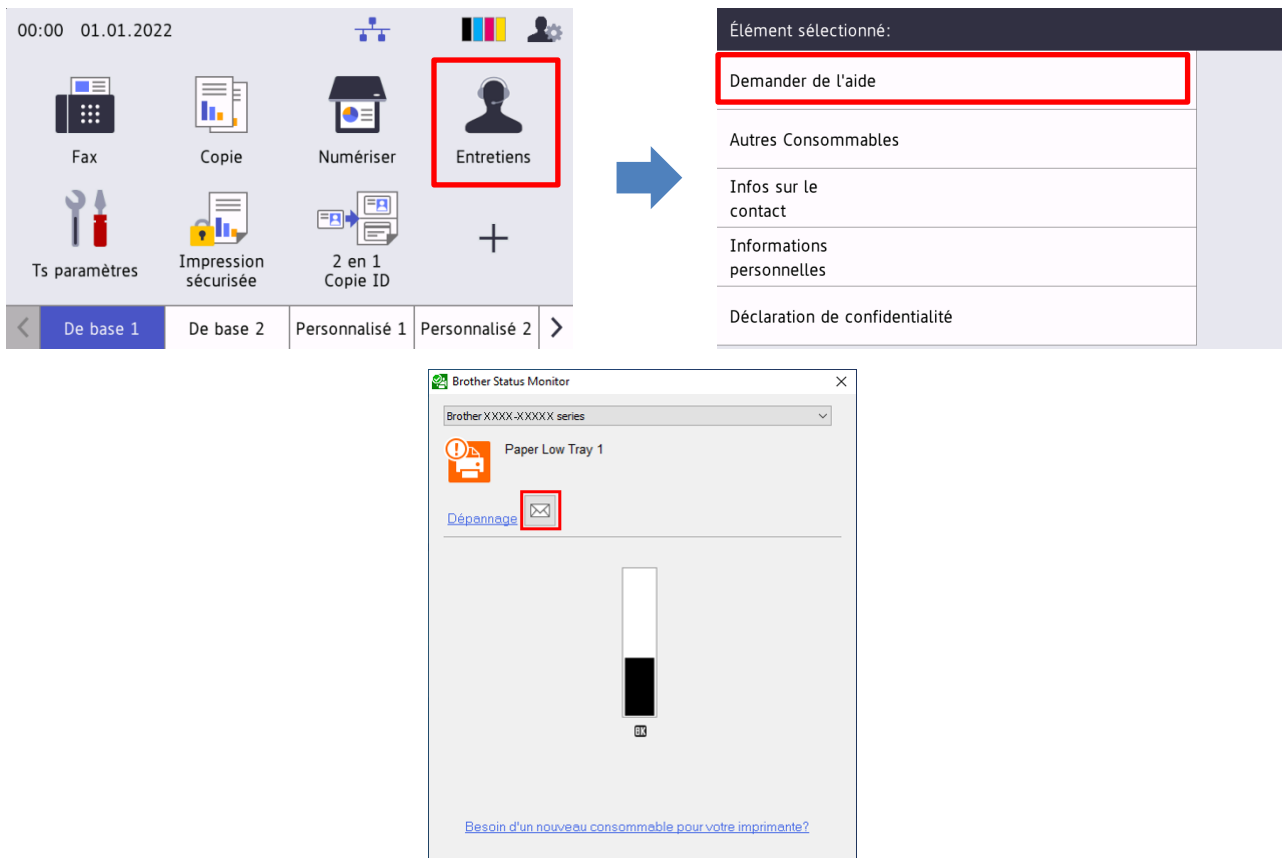 00:00 01.01.2022
Fax
Copie
Numériser
Entretiens
Ts paramètres
Impression
sécurisée
2 en 1
Copie ID
De base 1
De base 2
Personnalisé 1
Personnalisé 2
Élément sélectionné:
Demander de l'aide
Autres Consommables
Infos sur le
contact
Informations
personnelles
Déclaration de confidentialité
Brother Status Monitor
Brother XXXX-XXXXX series
Paper Low Tray 1
Dépannage
BK
Besoin d'un nouveau consommable pour votre imprimante?